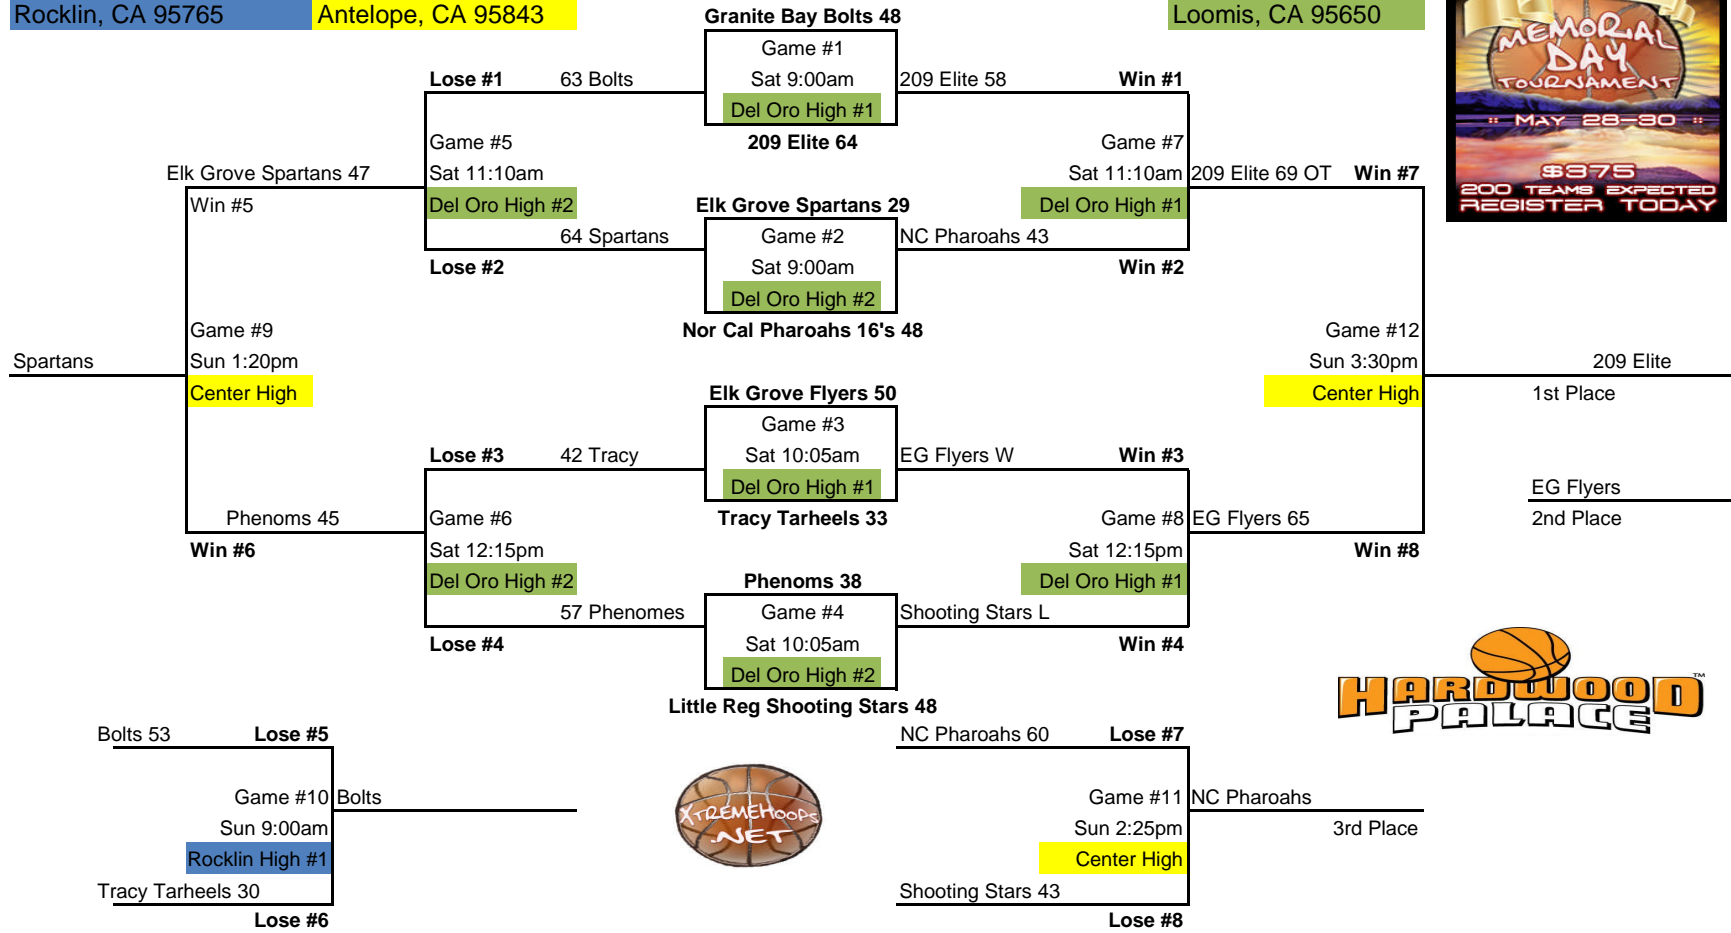 Rocklin, CA 95765
Antelope, CA 95843
Loomis, CA 95650
Granite Bay Bolts 48
Game #1
Sat 9:00am
Del Oro High #1
209 Elite 64
Lose #1
63 Bolts
209 Elite 58
Win #1
Game #5
Sat 11:10am
Del Oro High #2
Game #7
Sat 11:10am
Del Oro High #1
Elk Grove Spartans 47
Win #5
209 Elite 69 OT
Win #7
Elk Grove Spartans 29
Game #2
Sat 9:00am
Del Oro High #2
Nor Cal Pharoahs 16's 48
64 Spartans
Lose #2
NC Pharoahs 43
Win #2
Game #9
Sun 1:20pm
Center High
Spartans
Game #12
Sun 3:30pm
Center High
209 Elite
1st Place
Elk Grove Flyers 50
Game #3
Sat 10:05am
Del Oro High #1
Tracy Tarheels 33
Lose #3
42 Tracy
EG Flyers W
Win #3
EG Flyers
2nd Place
Phenoms 45
Win #6
Game #6
Sat 12:15pm
Del Oro High #2
Game #8
Sat 12:15pm
Del Oro High #1
EG Flyers 65
Win #8
Phenoms 38
Game #4
Sat 10:05am
Del Oro High #2
Little Reg Shooting Stars 48
57 Phenomes
Lose #4
Shooting Stars L
Win #4
Bolts 53
Lose #5
Game #10
Sun 9:00am
Rocklin High #1
Bolts
Tracy Tarheels 30
Lose #6
NC Pharoahs 60
Lose #7
Game #11
Sun 2:25pm
Center High
NC Pharoahs
3rd Place
Shooting Stars 43
Lose #8
MEMORIAL
DAY
TOURNAMENT
:: MAY 28-30 ::
$375
200 TEAMS EXPECTED
REGISTER TODAY
HARDWOOD
PALACE
TM
XTREMEHOOPS
.NET